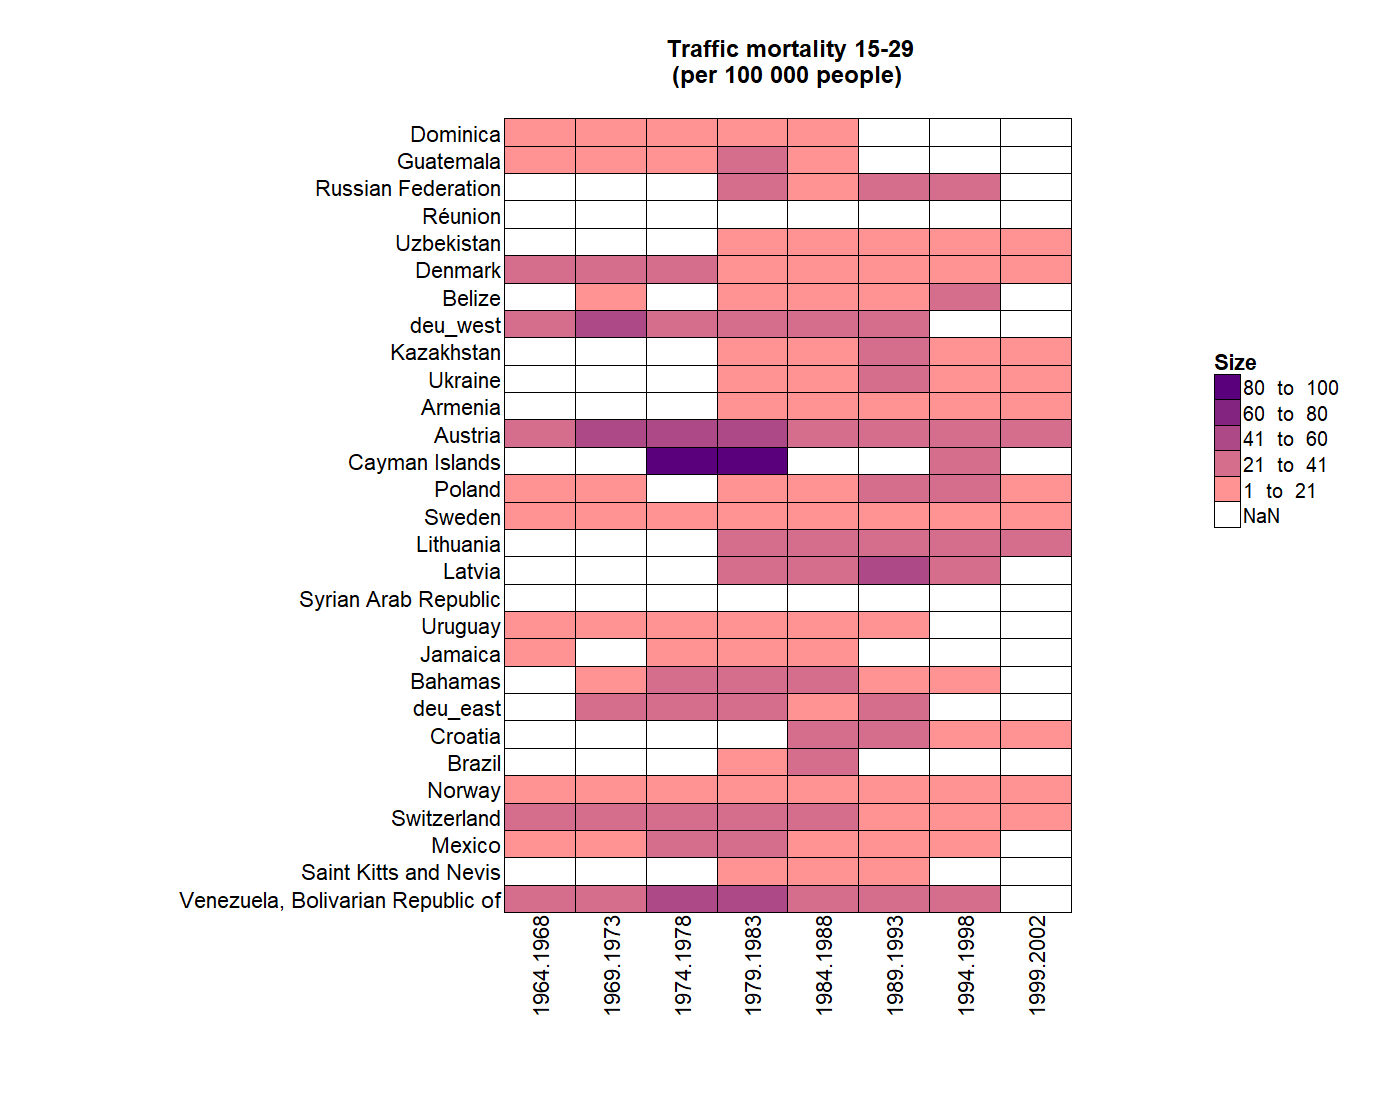 Traffic mortality 15-29
(per 100 000 people)
Dominica
Guatemala
Russian Federation
Réunion
Uzbekistan
Denmark
Belize
deu_west
Kazakhstan
Ukraine
Armenia
Austria
Cayman Islands
Poland
Sweden
Lithuania
Latvia
Syrian Arab Republic
Uruguay
Jamaica
Bahamas
deu_east
Croatia
Brazil
Norway
Switzerland
Mexico
Saint Kitts and Nevis
Venezuela, Bolivarian Republic of
1964.1968
1969.1973
1974.1978
1979.1983
1984.1988
1989.1993
1994.1998
1999.2002
Size
80 to 100
60 to 80
41 to 60
21 to 41
1 to 21
NaN